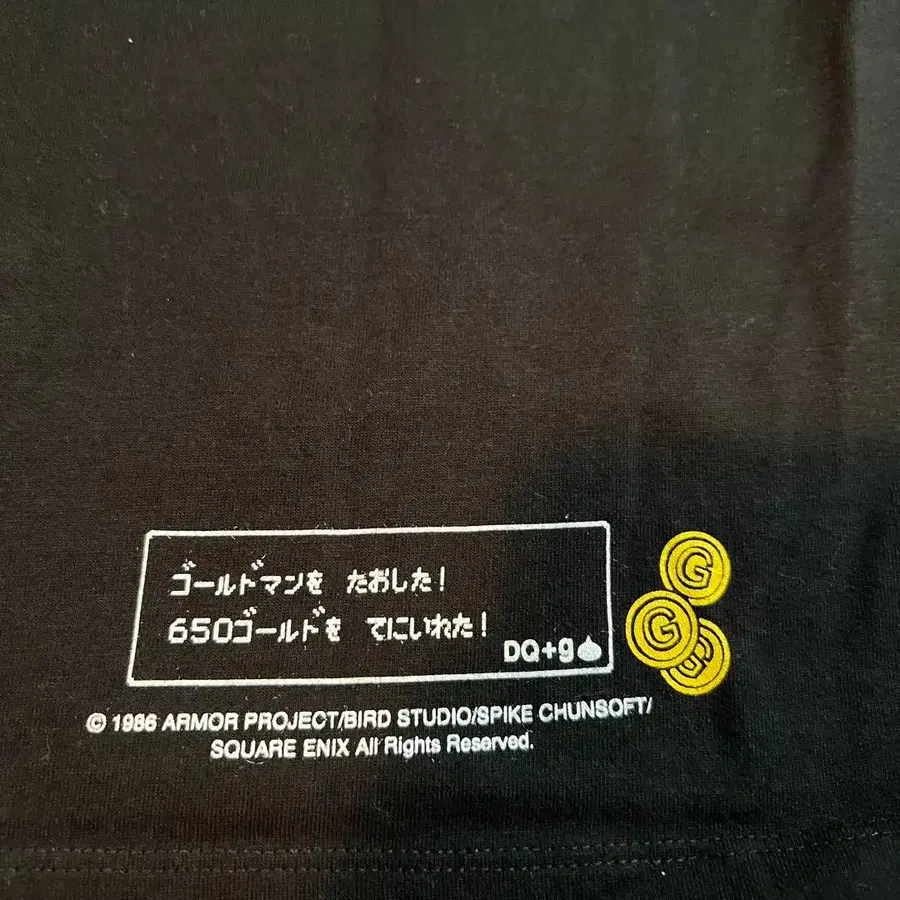 ゴールドマンを たおした!
650ゴールドを てにいれた!
DQ+g
G
G
G
© 1986 ARMOR PROJECT/BIRD STUDIO/SPIKE CHUNSOFT/
SQUARE ENIX All Rights Reserved.